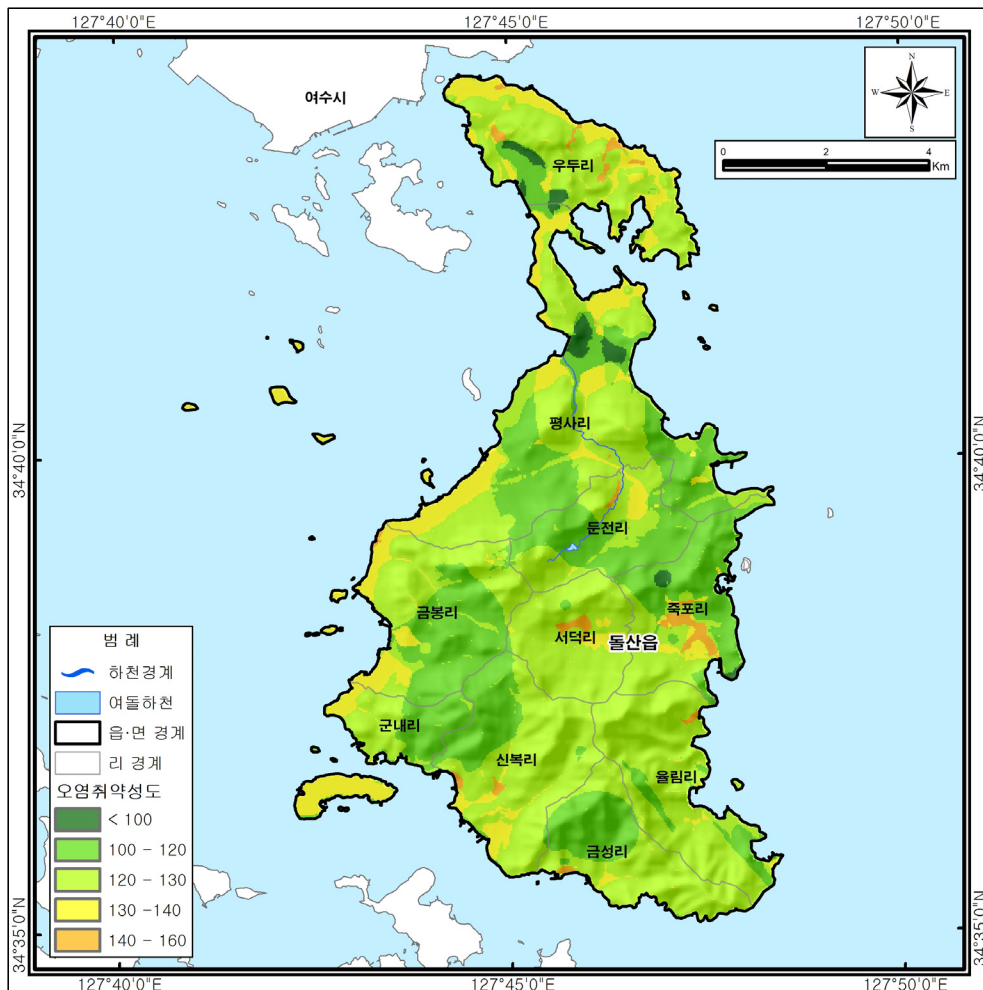 127°40'0"E
127°45'0"E
127°50'0"E
여수시
N
W
E
S
0
2
4
Km
우두리
평사리
34°40'0"N
34°40'0"N
둔전리
금봉리
죽포리
서덕리
돌산읍
군내리
신복리
율림리
금성리
범 례
하천경계
여돌하천
읍·면 경계
리 경계
오염취약성도
< 100
100 - 120
120 - 130
130 -140
140 - 160
34°35'0"N
34°35'0"N
127°40'0"E
127°45'0"E
127°50'0"E